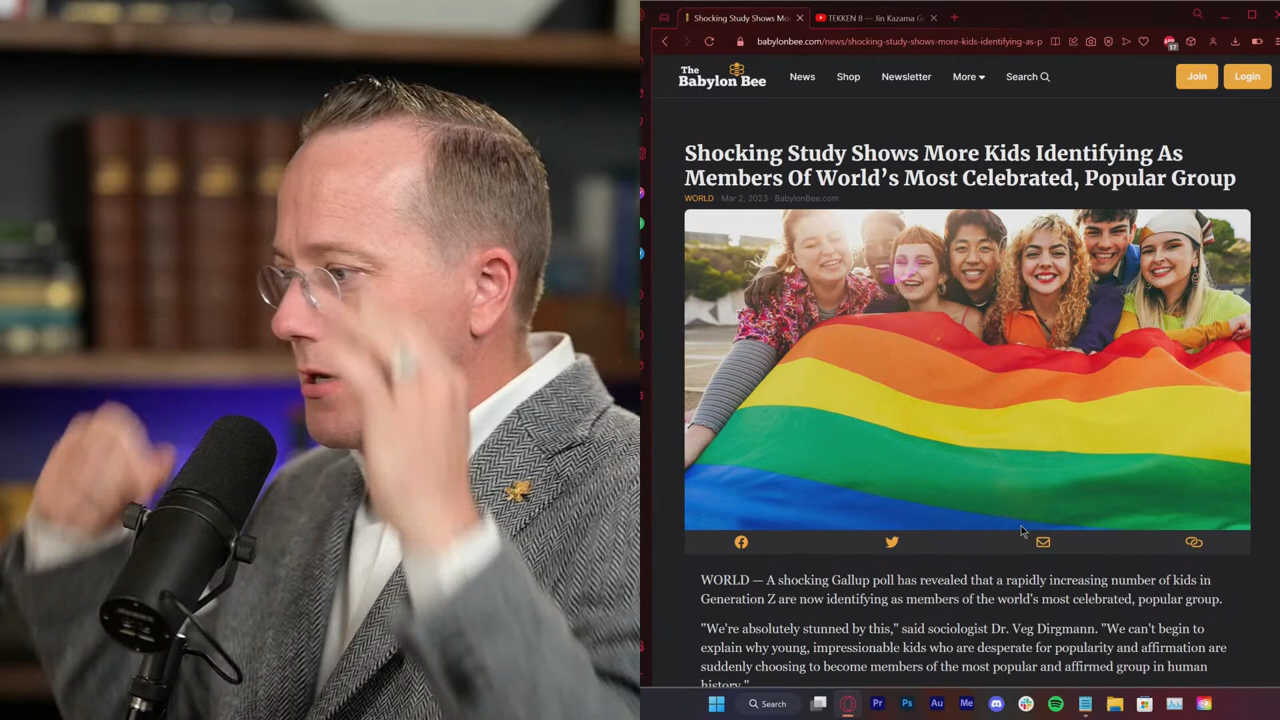 Shocking Study Shows Mo
TEKKEN 8 — Jin Kazama G
babylonbee.com/news/shocking-study-shows-more-kids-identifying-as-p
17
The
Babylon Bee
News
Shop
Newsletter
More
Search
Join
Login
Shocking Study Shows More Kids Identifying As
Members Of World's Most Celebrated, Popular Group
WORLD · Mar 2, 2023 · BabylonBee.com
WORLD — A shocking Gallup poll has revealed that a rapidly increasing number of kids in
Generation Z are now identifying as members of the world's most celebrated, popular group.
"We're absolutely stunned by this," said sociologist Dr. Veg Dirgmann. "We can't begin to
explain why young, impressionable kids who are desperate for popularity and affirmation are
suddenly choosing to become members of the most popular and affirmed group in human
history."
Search
Pr
Ps
Au
Me